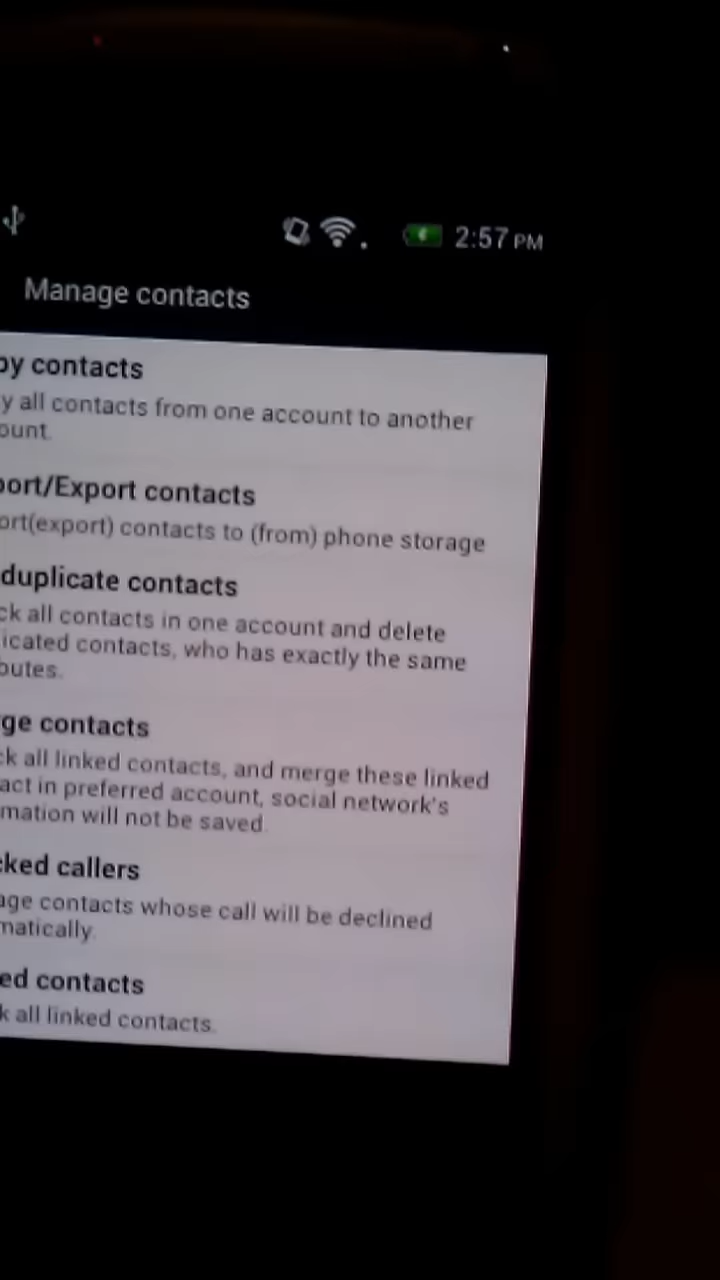 2:57 PM
Manage contacts
py contacts
y all contacts from one account to another
ount.
port/Export contacts
ort(export) contacts to (from) phone storage
duplicate contacts
ck all contacts in one account and delete
icated contacts, who has exactly the same
butes.
ge contacts
ck all linked contacts, and merge these linked
act in preferred account, social network's
mation will not be saved.
cked callers
age contacts whose call will be declined
matically.
ed contacts
k all linked contacts.